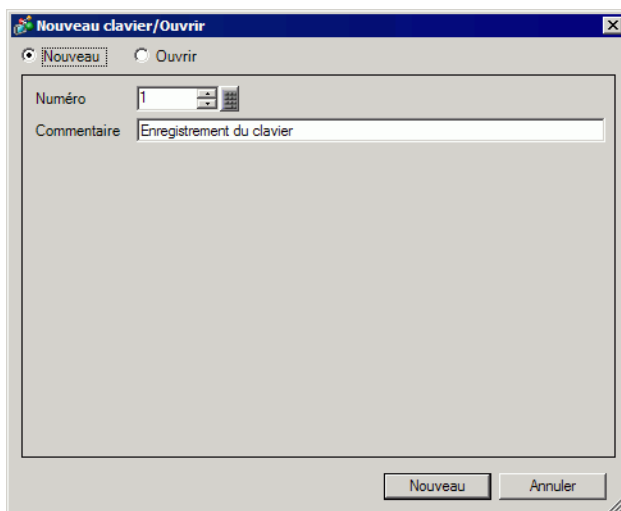 Nouveau clavier/Ouvrir
Nouveau Ouvrir
Numéro 1
Commentaire Enregistrement du clavier
Nouveau Annuler